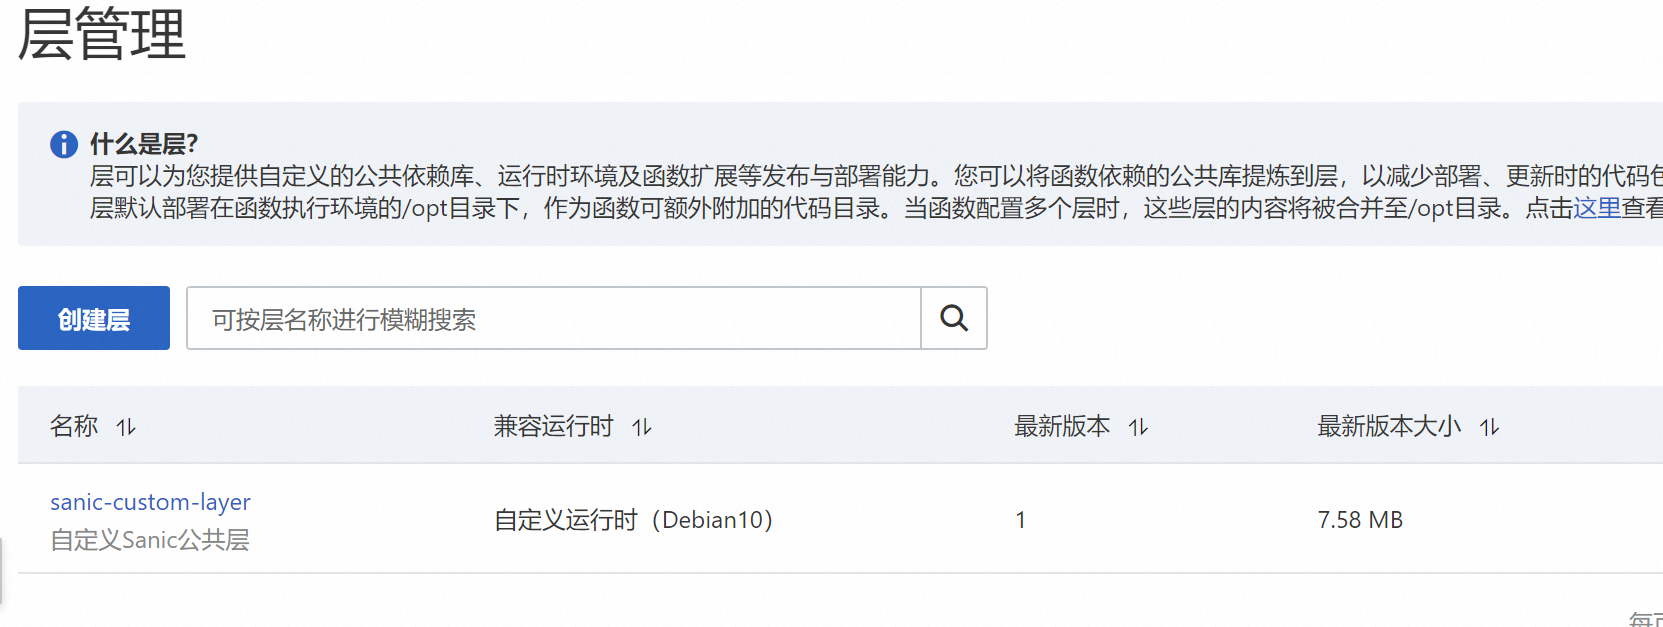 层管理
什么是层?
层可以为您提供自定义的公共依赖库、运行时环境及函数扩展等发布与部署能力。您可以将函数依赖的公共库提炼到层，以减少部署、更新时的代码包
层默认部署在函数执行环境的/opt目录下，作为函数可额外附加的代码目录。当函数配置多个层时，这些层的内容将被合并至/opt目录。点击这里查看
创建层 可按层名称进行模糊搜索
名称 兼容运行时 最新版本 最新版本大小
sanic-custom-layer
自定义运行时（Debian10） 1 7.58 MB
自定义Sanic公共层